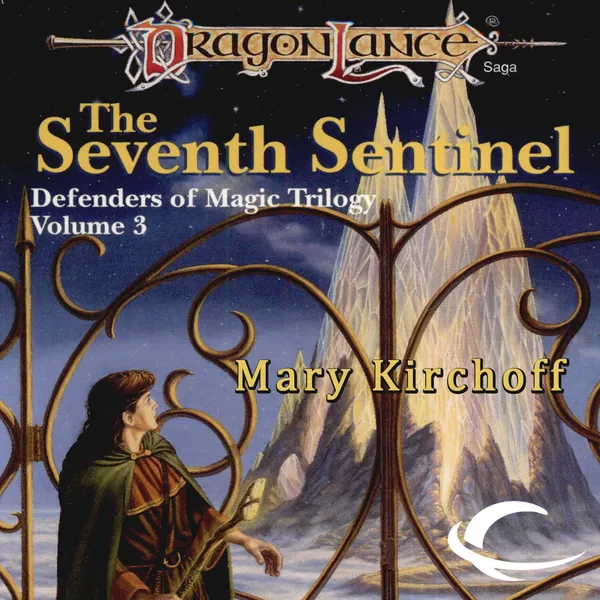 DRAGONLANCE®
Saga
The
Seventh Sentinel
Defenders of Magic Trilogy
Volume 3
Mary Kirchoff